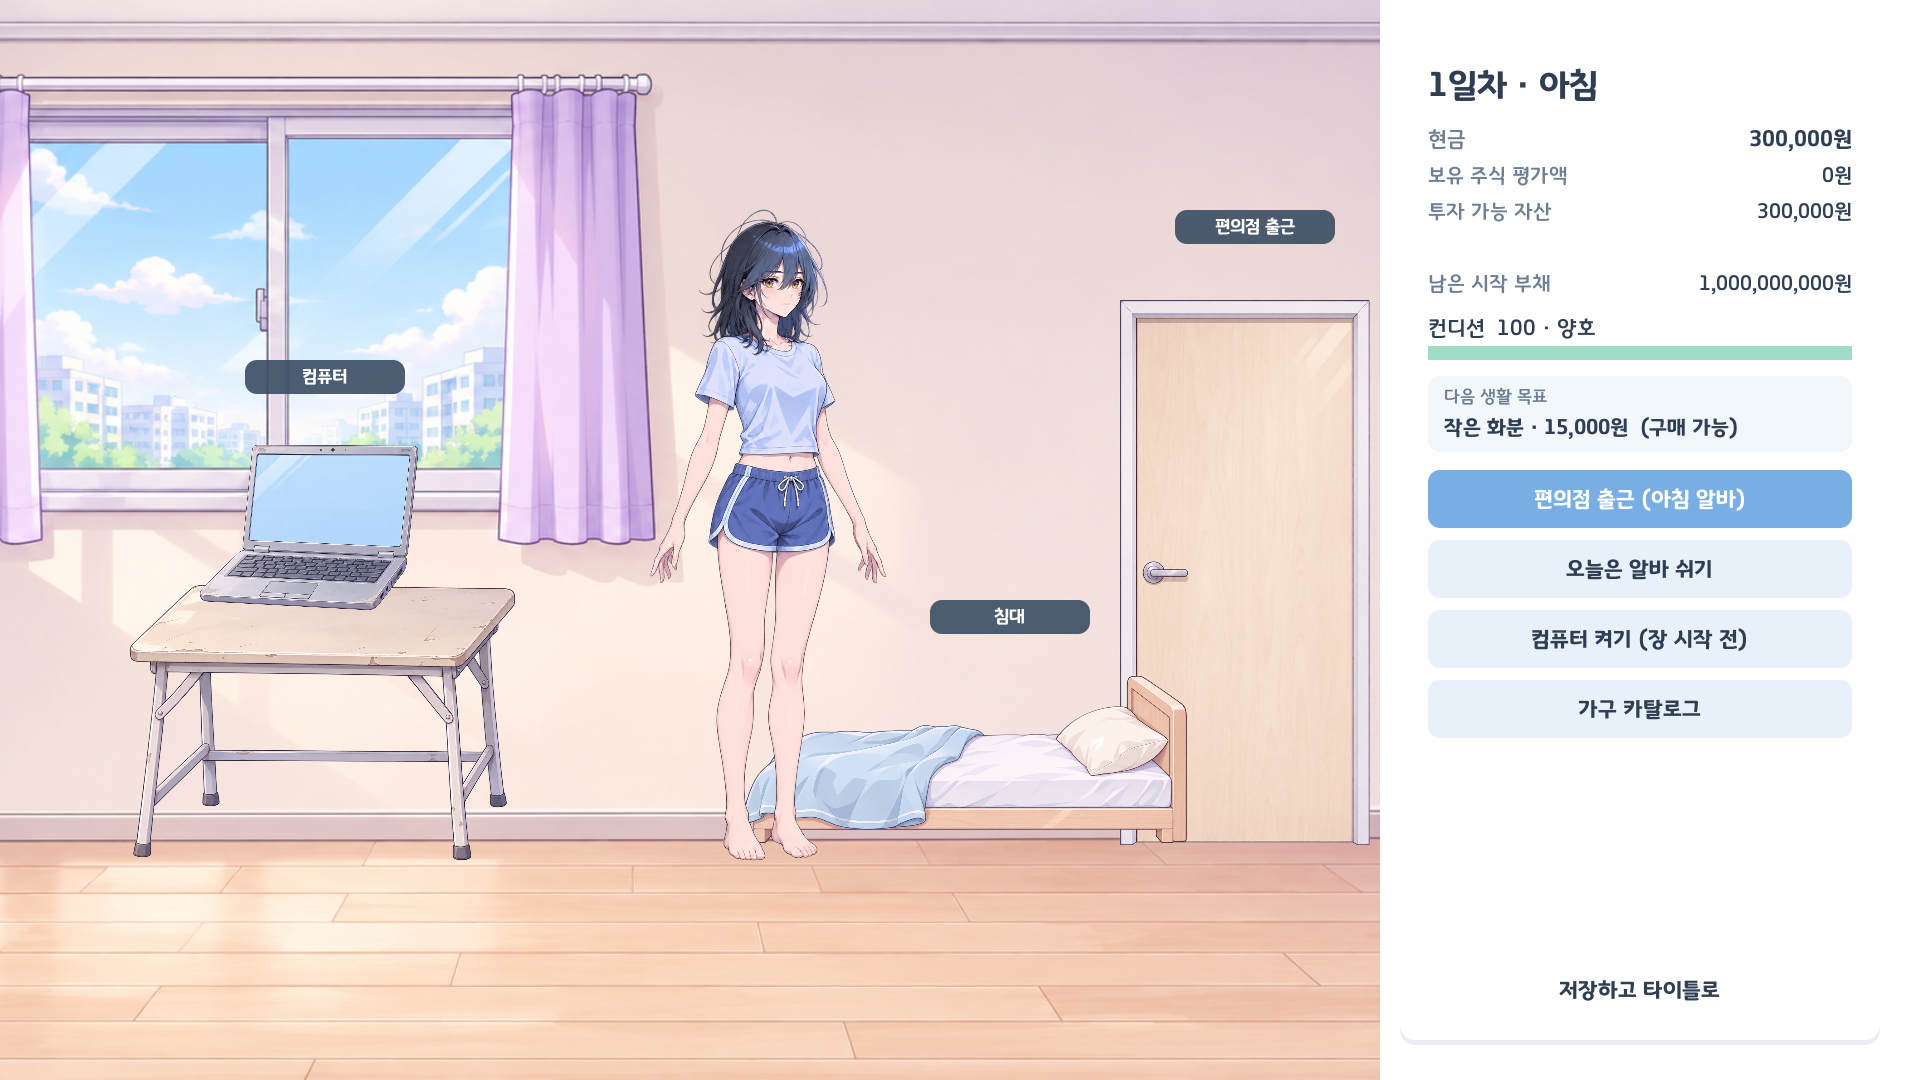 편의점 출근
컴퓨터
침대
1일차 · 아침
현금 300,000원
보유 주식 평가액 0원
투자 가능 자산 300,000원
남은 시작 부채 1,000,000,000원
컨디션 100 · 양호
다음 생활 목표
작은 화분 · 15,000원 (구매 가능)
편의점 출근 (아침 알바)
오늘은 알바 쉬기
컴퓨터 켜기 (장 시작 전)
가구 카탈로그
저장하고 타이틀로